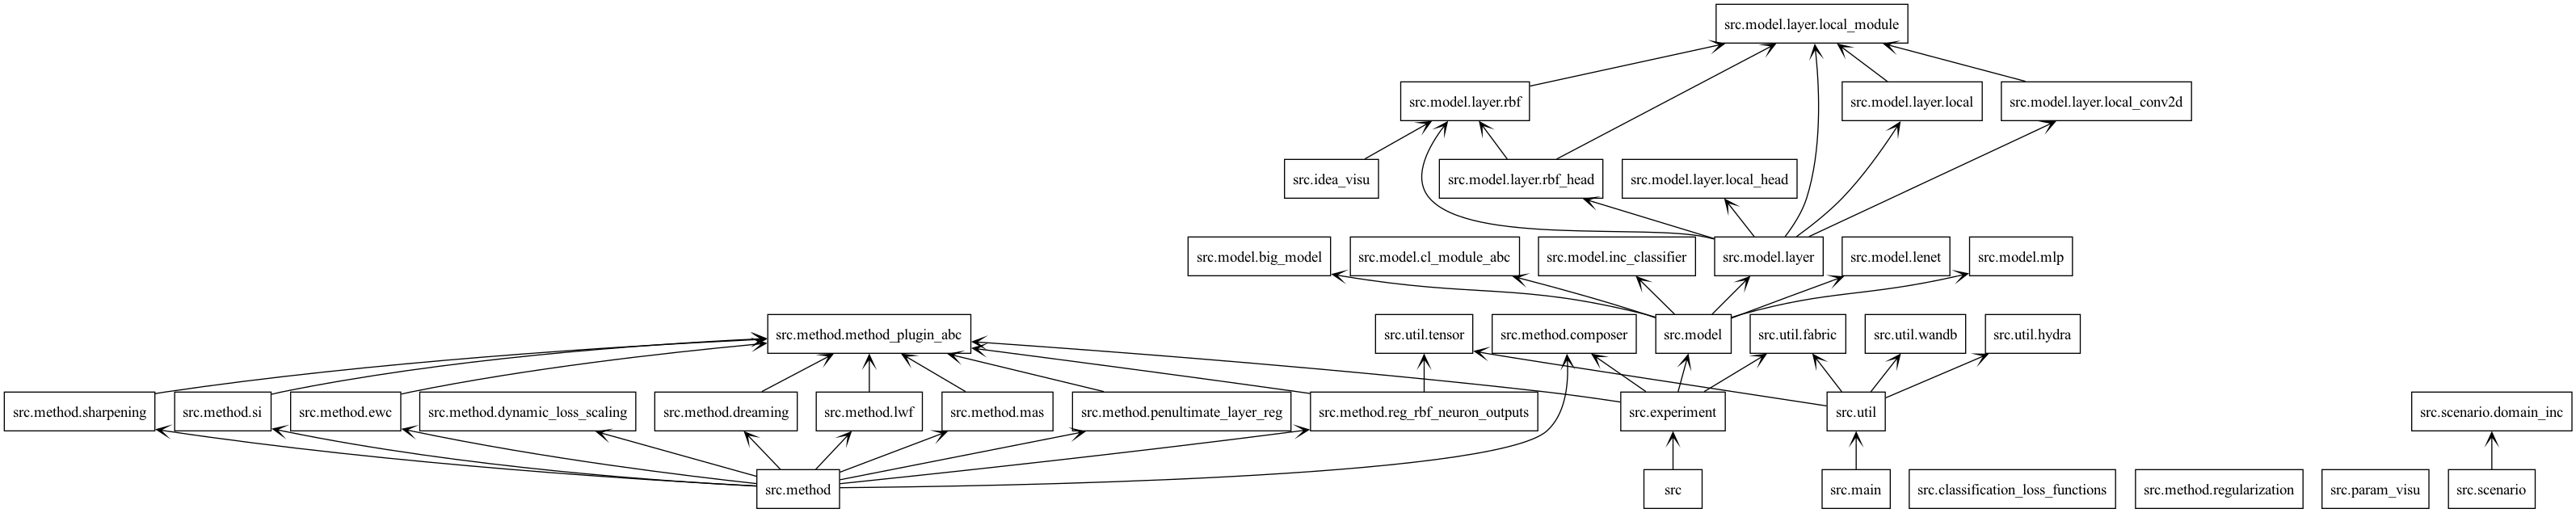 src.model.layer.local_module
src.model.layer.rbf
src.model.layer.local
src.model.layer.local_conv2d
src.idea_visu
src.model.layer.rbf_head
src.model.layer.local_head
src.model.big_model
src.model.cl_module_abc
src.model.inc_classifier
src.model.layer
src.model.lenet
src.model.mlp
src.method.method_plugin_abc
src.util.tensor
src.method.composer
src.model
src.util.fabric
src.util.wandb
src.util.hydra
src.method.sharpening
src.method.si
src.method.ewc
src.method.dynamic_loss_scaling
src.method.dreaming
src.method.lwf
src.method.mas
src.method.penultimate_layer_reg
src.method.reg_rbf_neuron_outputs
src.experiment
src.util
src.scenario.domain_inc
src.method
src
src.main
src.classification_loss_functions
src.method.regularization
src.param_visu
src.scenario